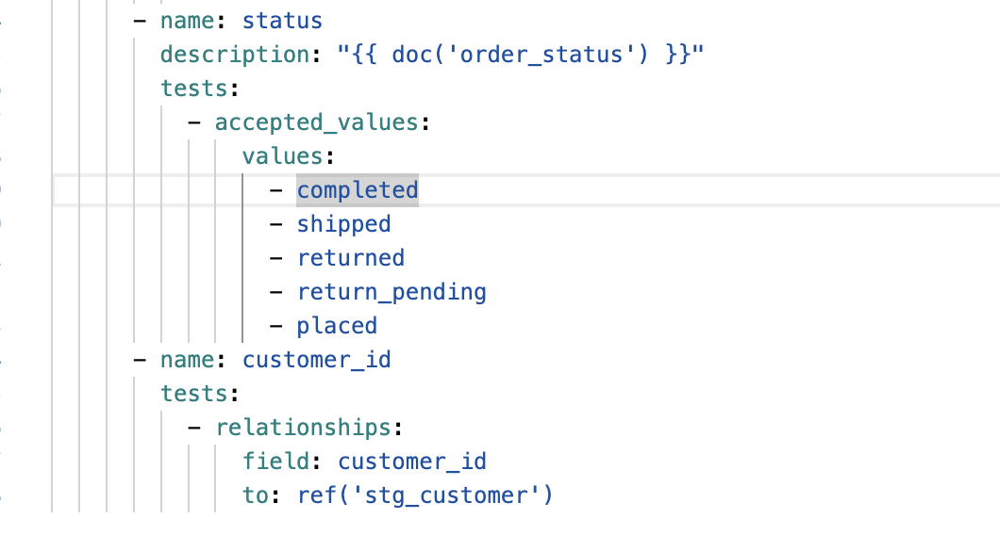 - name: status
description: "{{ doc('order_status') }}"
tests:
- accepted_values:
values:
- completed
- shipped
- returned
- return_pending
- placed
- name: customer_id
tests:
- relationships:
field: customer_id
to: ref('stg_customer')